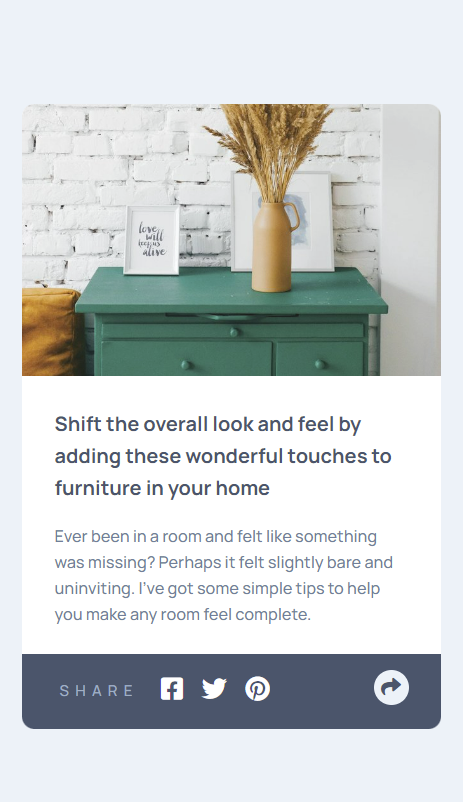 love
will
keep us
alive
Shift the overall look and feel by
adding these wonderful touches to
furniture in your home
Ever been in a room and felt like something
was missing? Perhaps it felt slightly bare and
uninviting. I've got some simple tips to help
you make any room feel complete.
SHARE